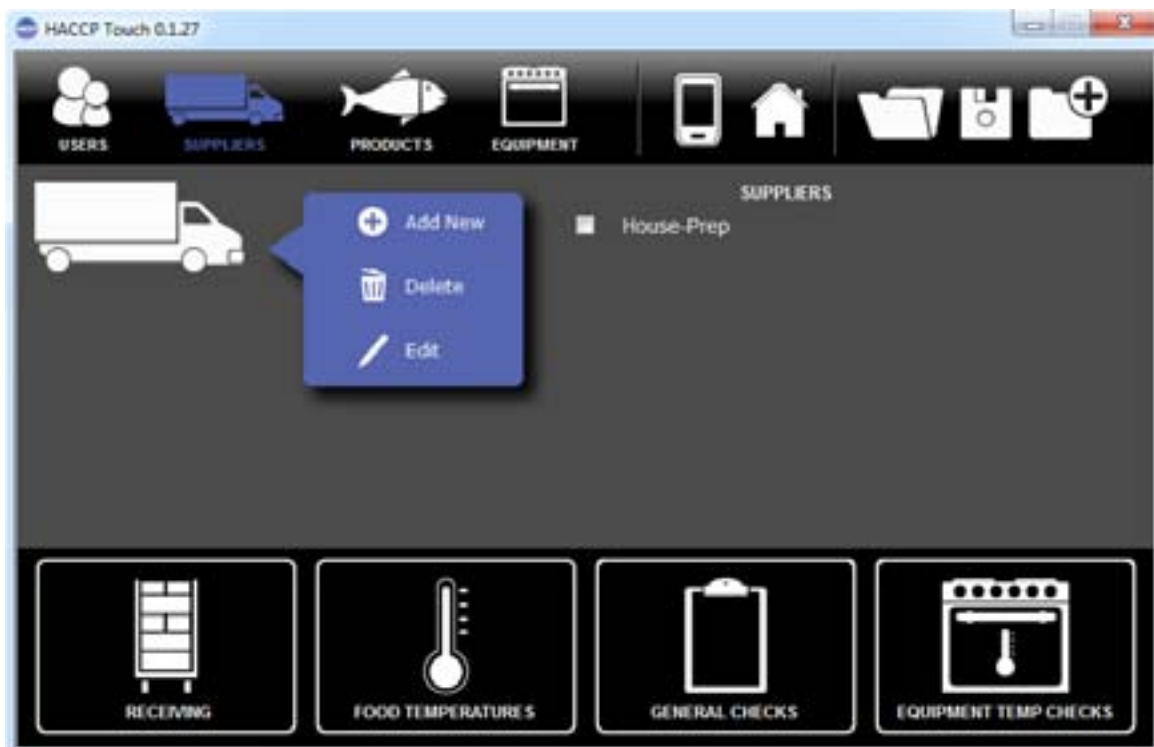 HACCP Touch 0.1.27
USERS
SUPPLIERS
PRODUCTS
EQUIPMENT
SUPPLIERS
Add New
House-Prep
Delete
Edit
RECEIVING
FOOD TEMPERATURES
GENERAL CHECKS
EQUIPMENT TEMP CHECKS